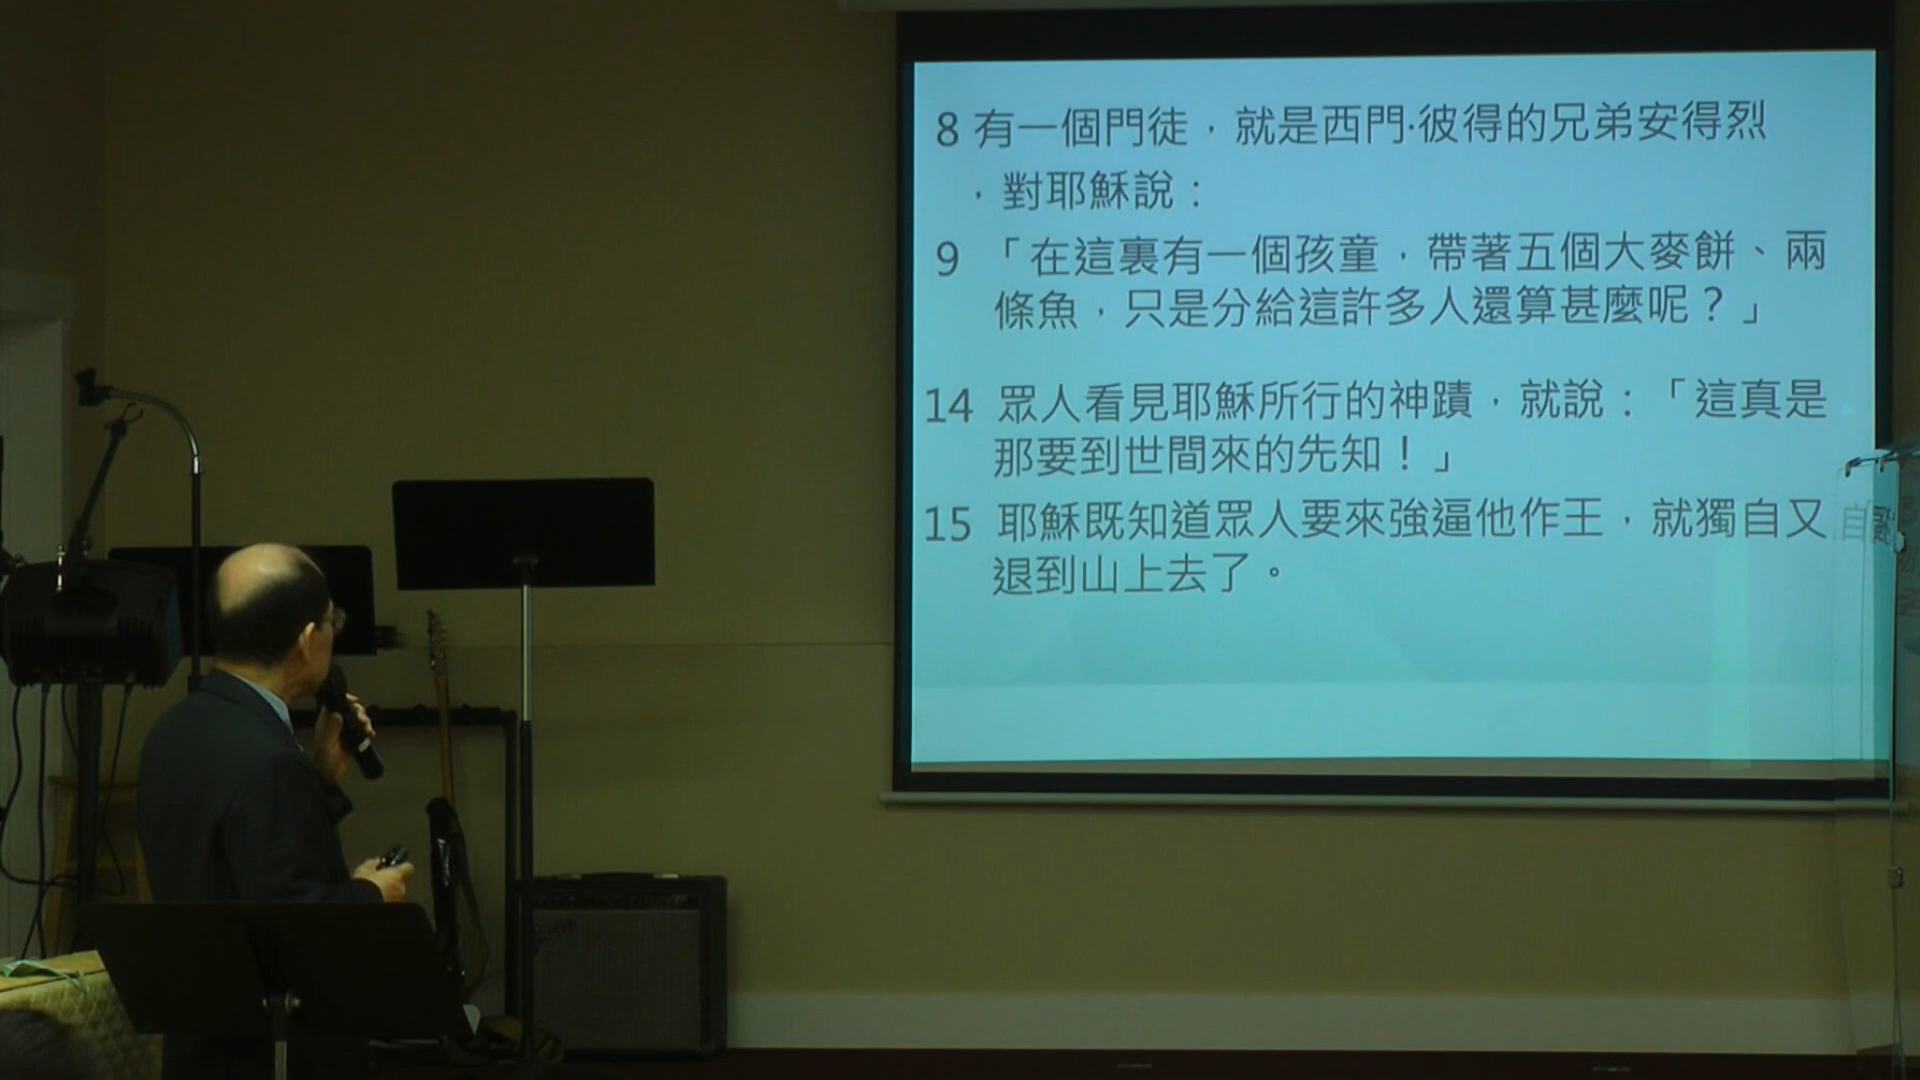 8 有一個門徒，就是西門·彼得的兄弟安得烈
，對耶穌說：
9 「在這裏有一個孩童，帶著五個大麥餅、兩
條魚，只是分給這許多人還算甚麼呢？」
14 眾人看見耶穌所行的神蹟，就說：「這真是
那要到世間來的先知！」
15 耶穌既知道眾人要來強逼他作王，就獨自又
退到山上去了。